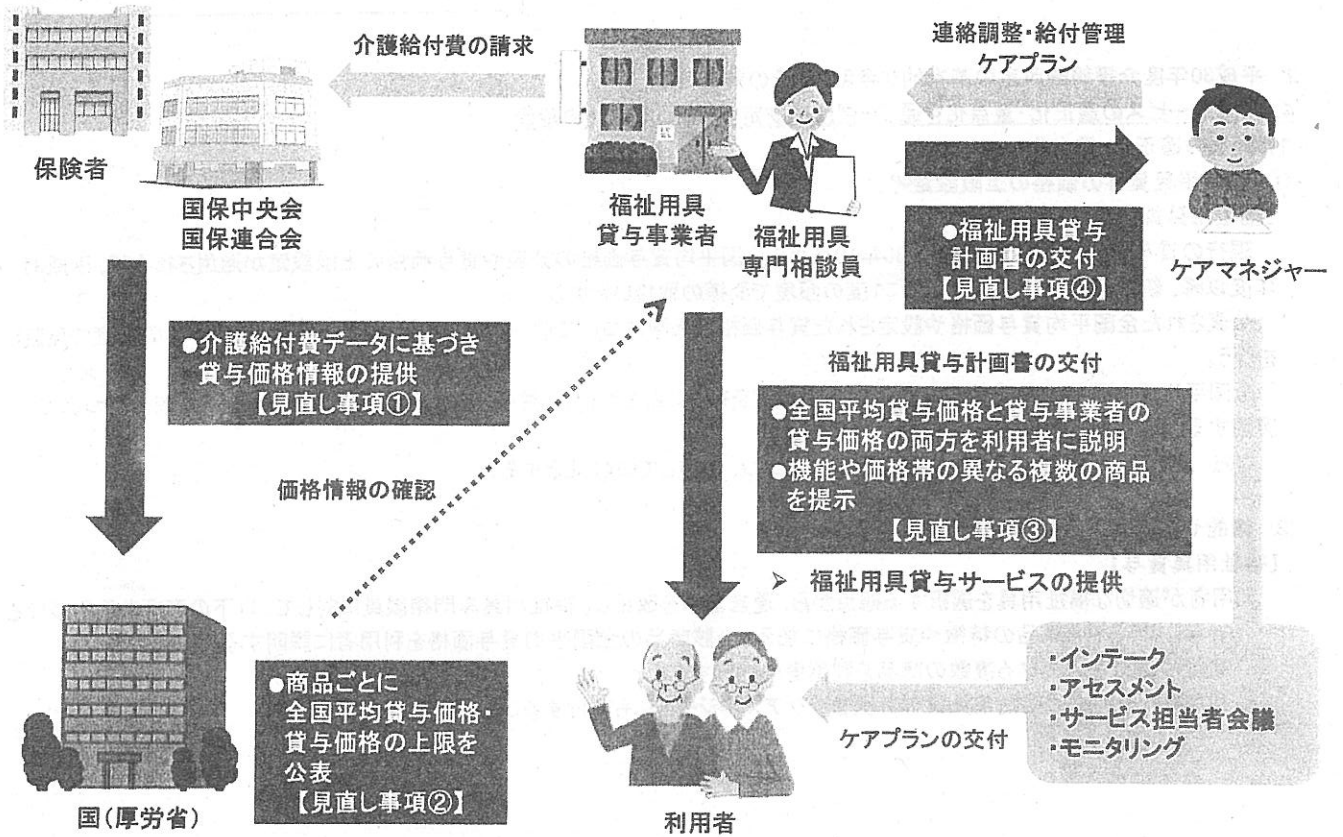 介護給付費の請求
連絡調整・給付管理
ケアプラン
保険者
国保中央会
国保連合会
福祉用具
貸与事業者
福祉用具
専門相談員
ケアマネジャー
●福祉用具貸与
計画書の交付
【見直し事項④】
●介護給付費データに基づき
貸与価格情報の提供
【見直し事項①】
福祉用具貸与計画書の交付
●全国平均貸与価格と貸与事業者の
貸与価格の両方を利用者に説明
●機能や価格帯の異なる複数の商品
を提示
【見直し事項③】
価格情報の確認
➢ 福祉用具貸与サービスの提供
●商品ごとに
全国平均貸与価格・
貸与価格の上限を
公表
【見直し事項②】
国(厚労省)
利用者
ケアプランの交付
・インテーク
・アセスメント
・サービス担当者会議
・モニタリング